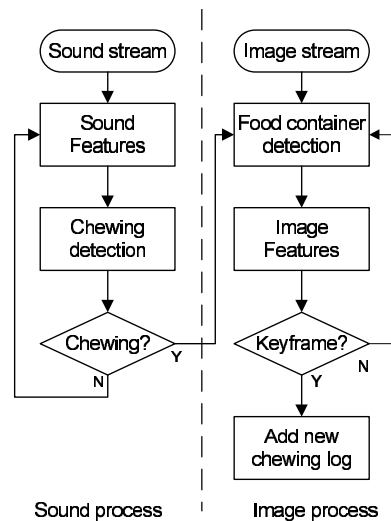 Sound stream
Sound
Features
Chewing
detection
Chewing?
Y
N
Sound process
Image stream
Food container
detection
Image
Features
Keyframe?
N
Y
Add new
chewing log
Image process